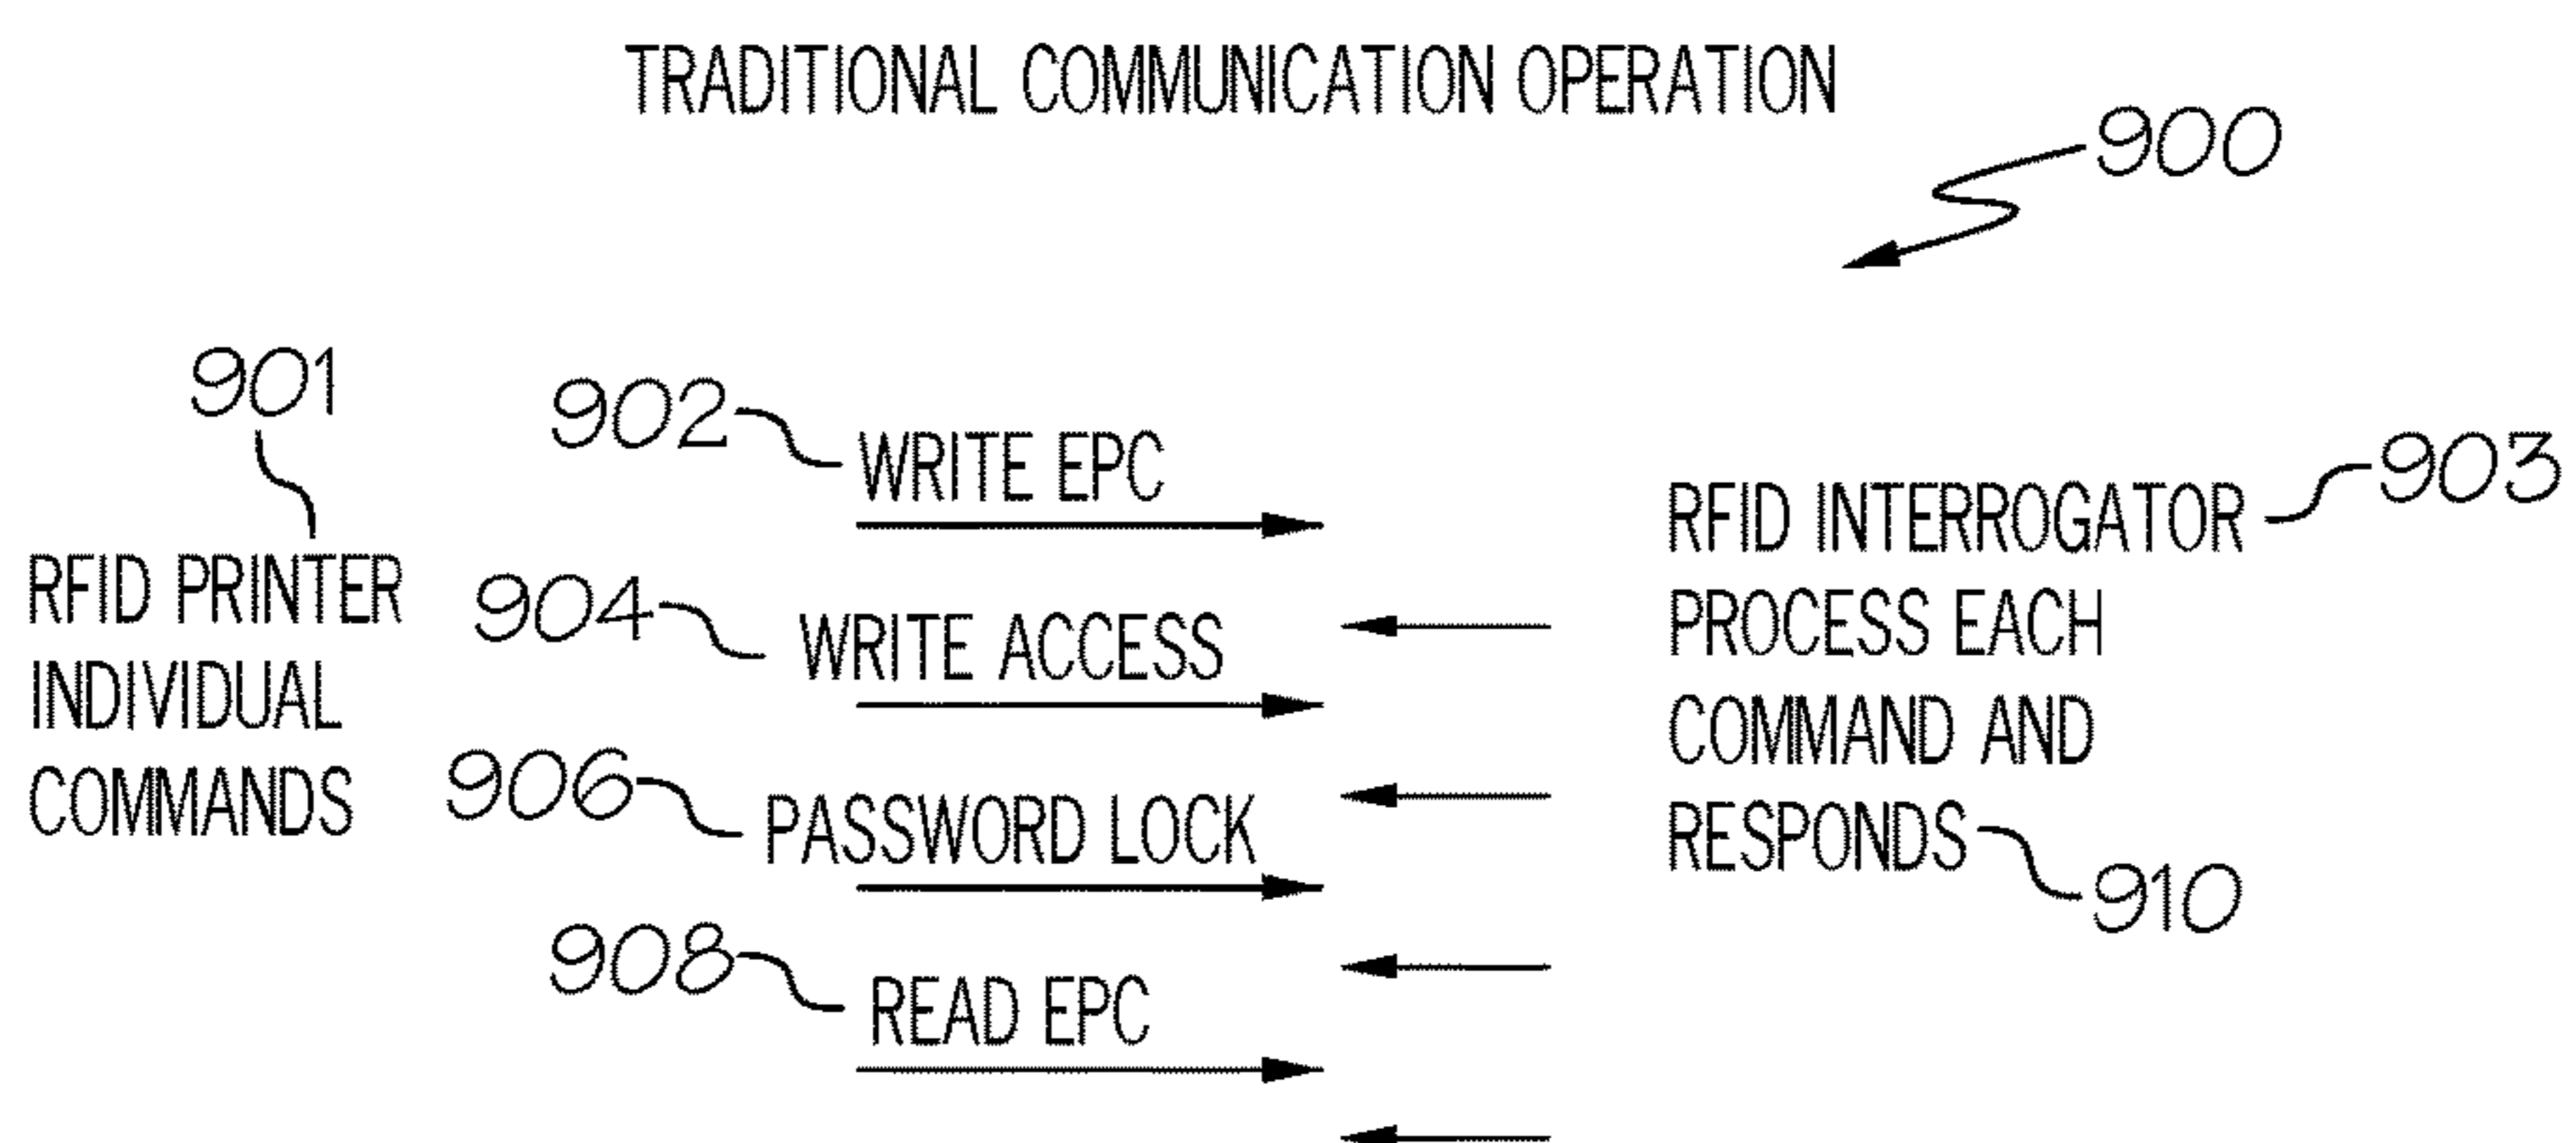 TRADITIONAL COMMUNICATION OPERATION
900
901
RFID PRINTER
INDIVIDUAL
COMMANDS
902
WRITE EPC
904
WRITE ACCESS
906
PASSWORD LOCK
908
READ EPC
903
RFID INTERROGATOR
PROCESS EACH
COMMAND AND
RESPONDS
910